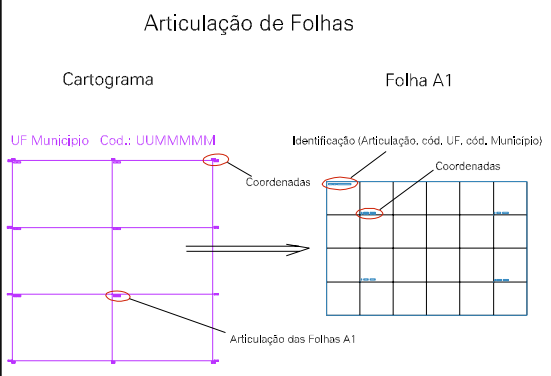 Articulação de Folhas
Cartograma
Folha A1
UF Município Cod.: UUMMMMM
Identificação (Articulação, cód. UF, cód. Município)
Coordenadas
Coordenadas
Articulação das Folhas A1